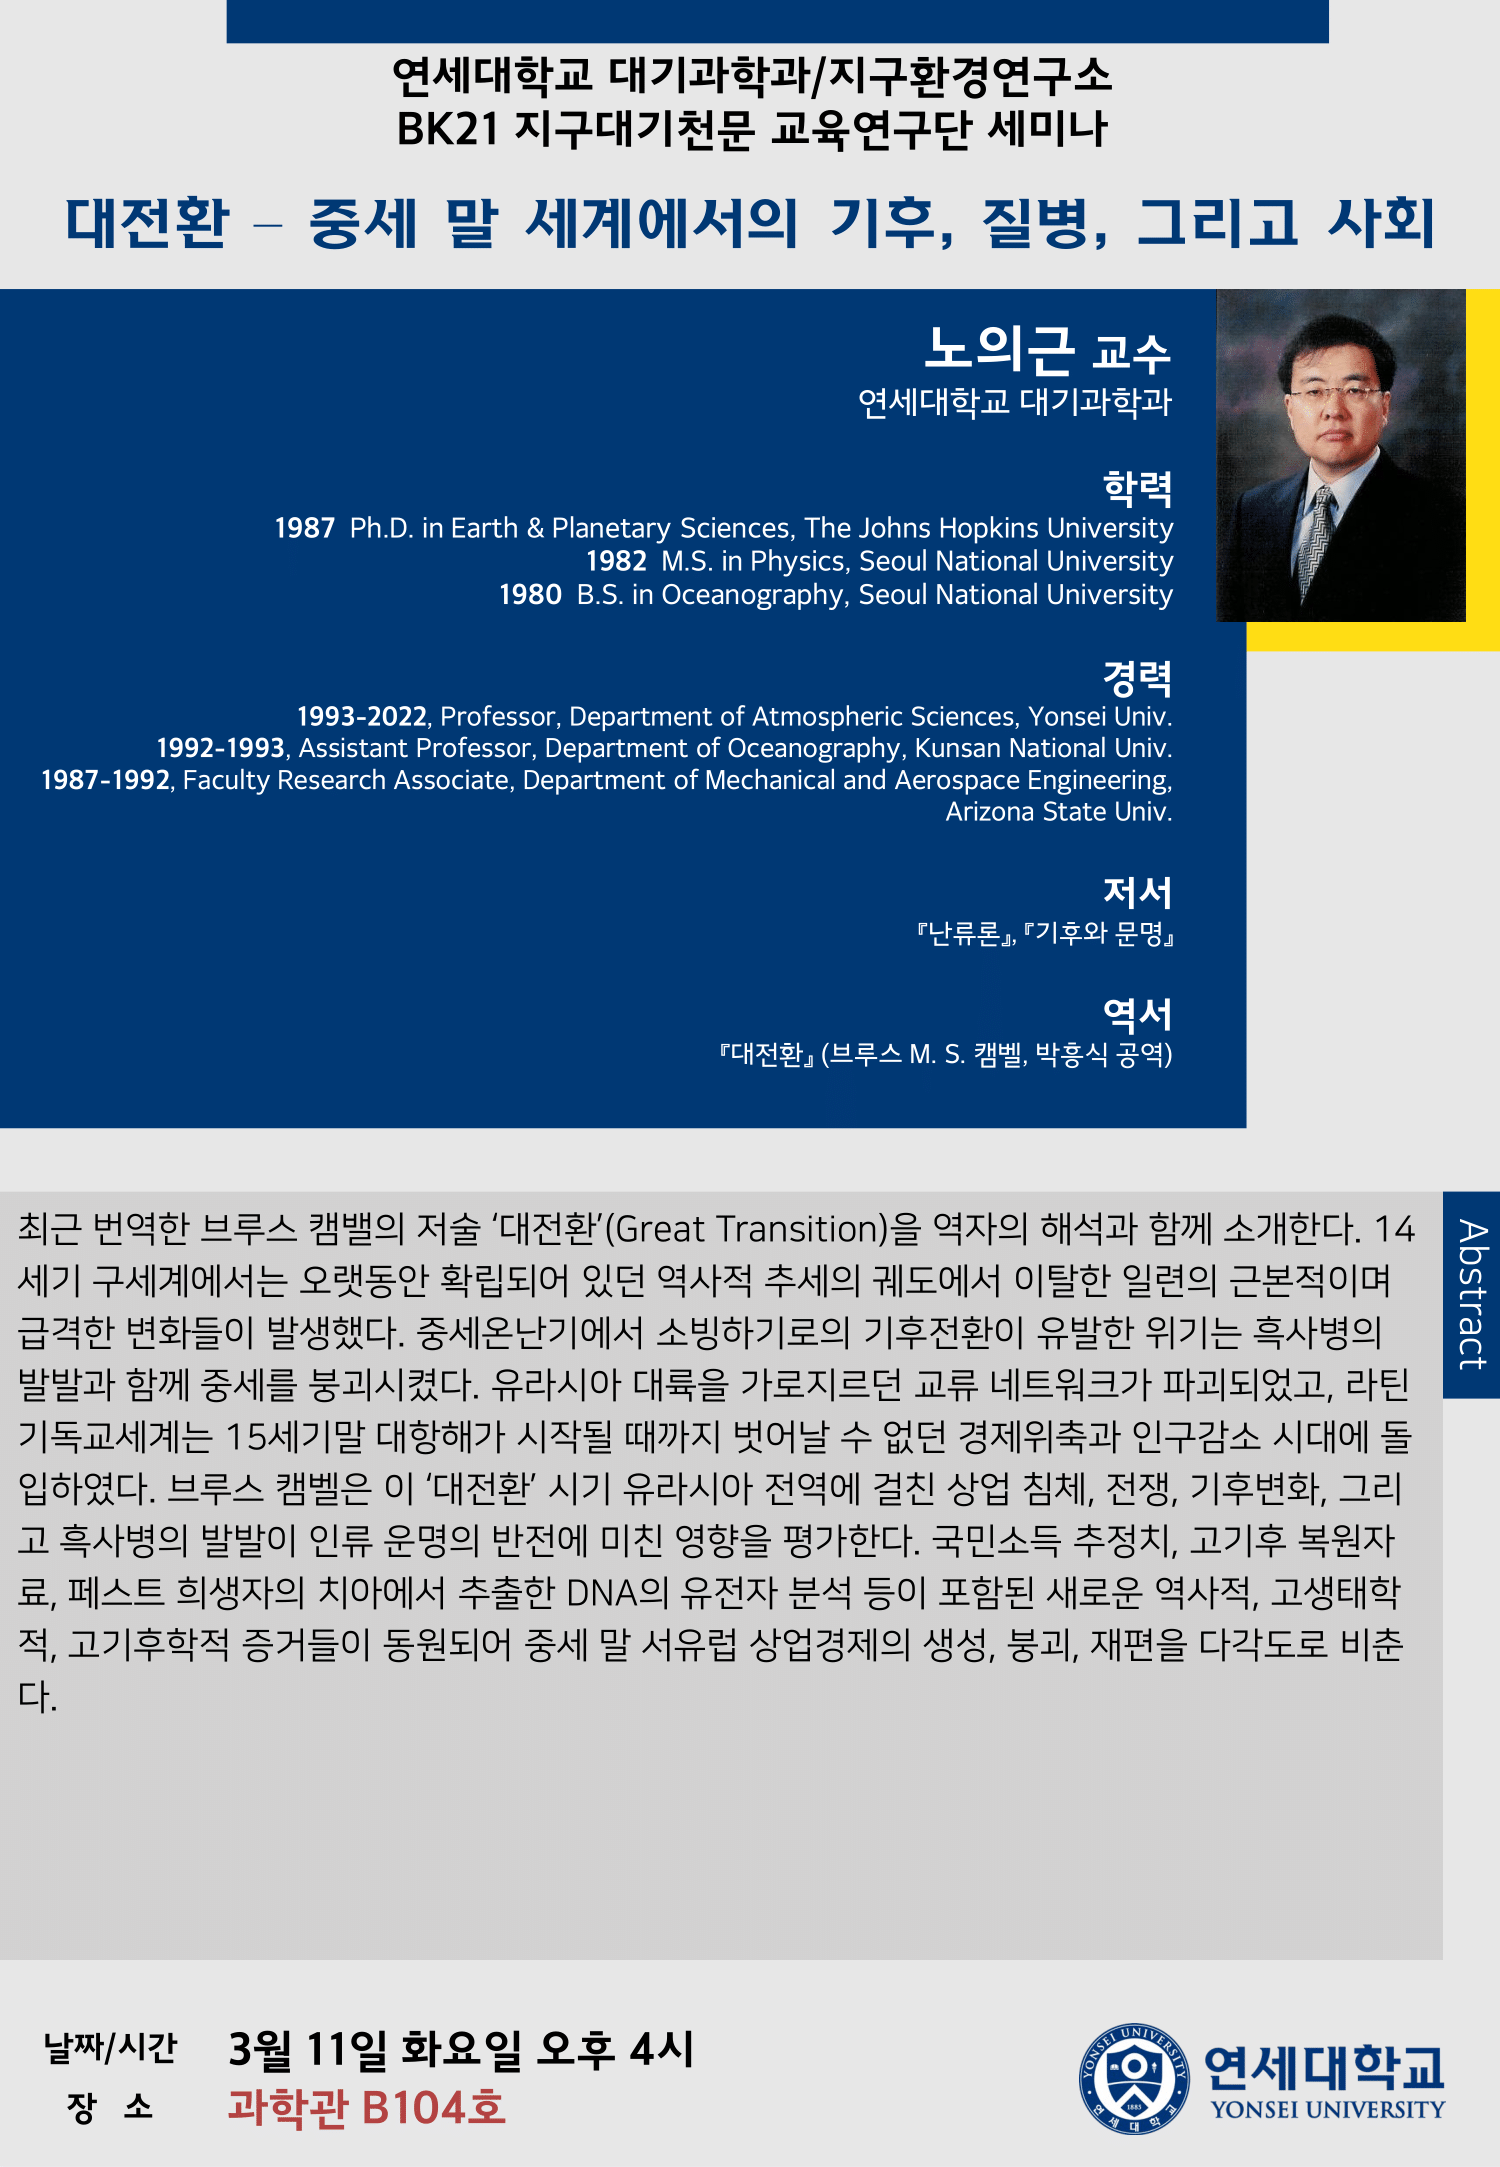 연세대학교 대기과학과/지구환경연구소
BK21 지구대기천문 교육연구단 세미나
대전환 – 중세 말 세계에서의 기후, 질병, 그리고 사회
노의근 교수
연세대학교 대기과학과
학력
1987 Ph.D. in Earth & Planetary Sciences, The Johns Hopkins University
1982 M.S. in Physics, Seoul National University
1980 B.S. in Oceanography, Seoul National University
경력
1993-2022, Professor, Department of Atmospheric Sciences, Yonsei Univ.
1992-1993, Assistant Professor, Department of Oceanography, Kunsan National Univ.
1987-1992, Faculty Research Associate, Department of Mechanical and Aerospace Engineering,
Arizona State Univ.
저서
『난류론』, 『기후와 문명』
역서
『대전환』 (브루스 M. S. 캠벨, 박흥식 공역)
Abstract
최근 번역한 브루스 캠밸의 저술 ‘대전환’(Great Transition)을 역자의 해석과 함께 소개한다. 14
세기 구세계에서는 오랫동안 확립되어 있던 역사적 추세의 궤도에서 이탈한 일련의 근본적이며
급격한 변화들이 발생했다. 중세온난기에서 소빙하기로의 기후전환이 유발한 위기는 흑사병의
발발과 함께 중세를 붕괴시켰다. 유라시아 대륙을 가로지르던 교류 네트워크가 파괴되었고, 라틴
기독교세계는 15세기말 대항해가 시작될 때까지 벗어날 수 없던 경제위축과 인구감소 시대에 돌
입하였다. 브루스 캠벨은 이 ‘대전환’ 시기 유라시아 전역에 걸친 상업 침체, 전쟁, 기후변화, 그리
고 흑사병의 발발이 인류 운명의 반전에 미친 영향을 평가한다. 국민소득 추정치, 고기후 복원자
료, 페스트 희생자의 치아에서 추출한 DNA의 유전자 분석 등이 포함된 새로운 역사적, 고생태학
적, 고기후학적 증거들이 동원되어 중세 말 서유럽 상업경제의 생성, 붕괴, 재편을 다각도로 비춘
다.
날짜/시간 3월 11일 화요일 오후 4시
장 소 과학관 B104호
YONSEI UNIVERSITY
1885
연세대학교
연세대학교
YONSEI UNIVERSITY